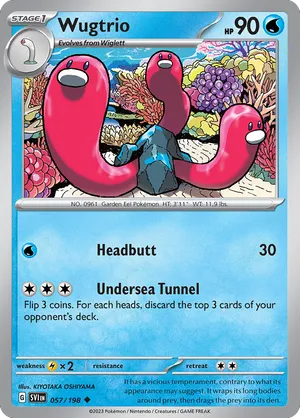 STAGE 1
Wugtrio
HP 90
Evolves from Wiglett
NO. 0961 Garden Eel Pokémon HT: 3'11" WT: 11.9 lbs.
Headbutt 30
Undersea Tunnel
Flip 3 coins. For each heads, discard the top 3 cards of your
opponent's deck.
weakness ×2 resistance retreat
Illus. KIYOTAKA OSHIYAMA
G SVI EN 057/198
It has a vicious temperament, contrary to
what its appearance may suggest. It wraps its long bodies
around prey, then drags the prey into its den.
©2023 Pokémon / Nintendo / Creatures / GAME FREAK